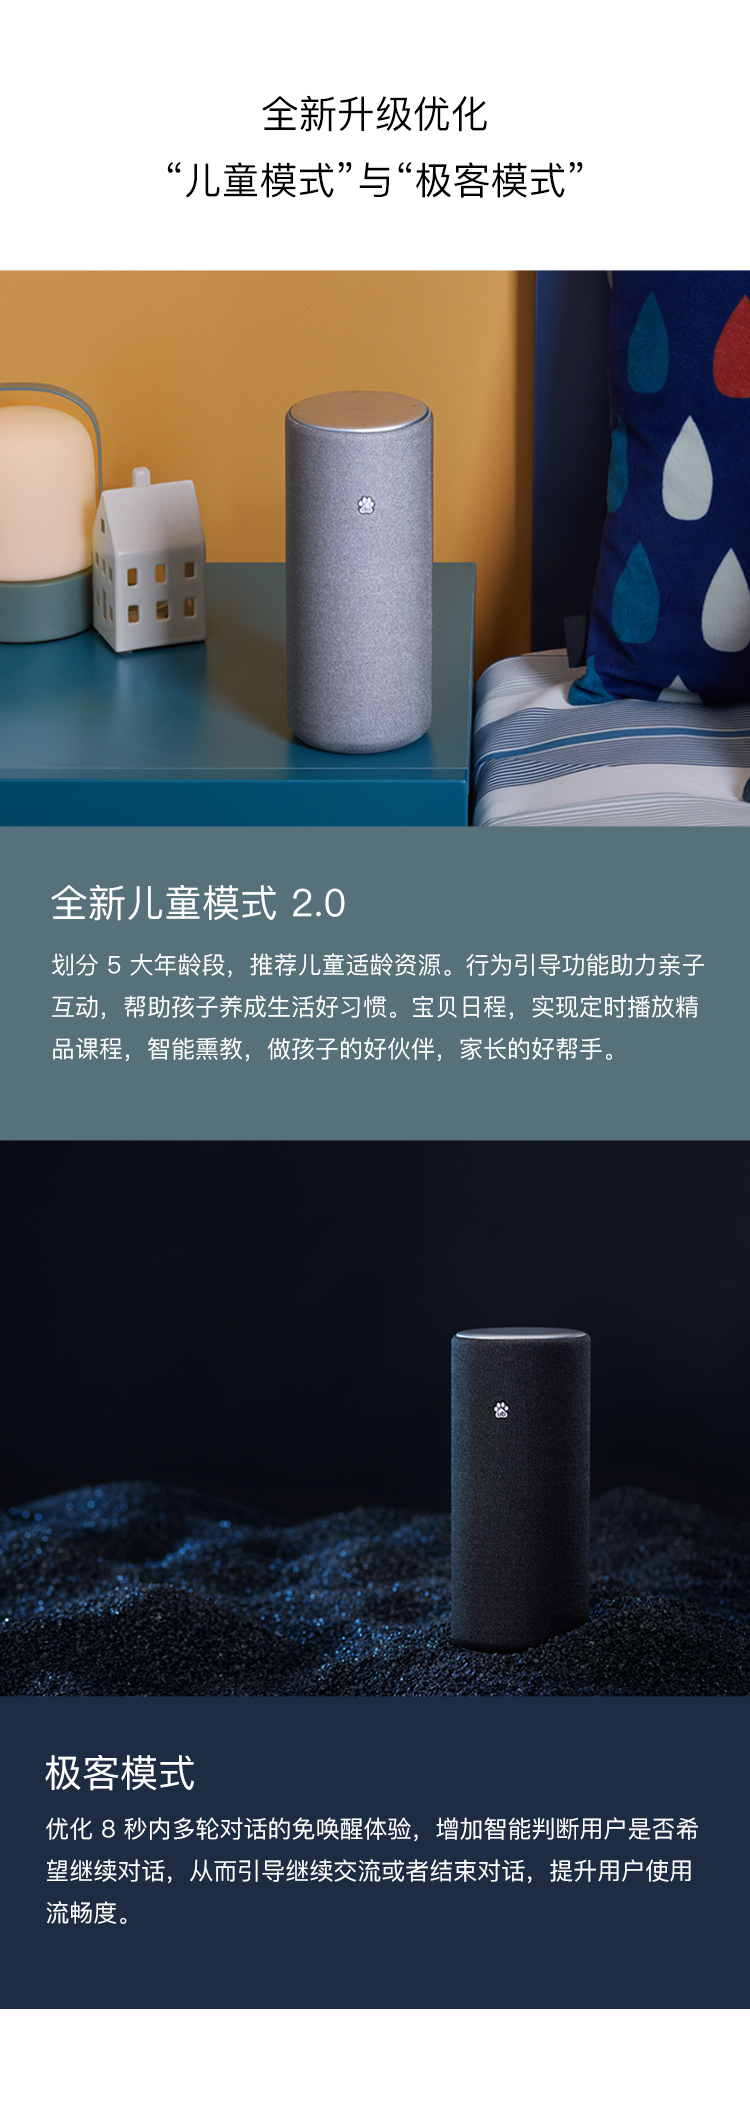 全新升级优化
“儿童模式”与“极客模式”
全新儿童模式 2.0
划分 5 大年龄段，推荐儿童适龄资源。行为引导功能助力亲子
互动，帮助孩子养成生活好习惯。宝贝日程，实现定时播放精
品课程，智能熏教，做孩子的好伙伴，家长的好帮手。
极客模式
优化 8 秒内多轮对话的免唤醒体验，增加智能判断用户是否希
望继续对话，从而引导继续交流或者结束对话，提升用户使用
流畅度。